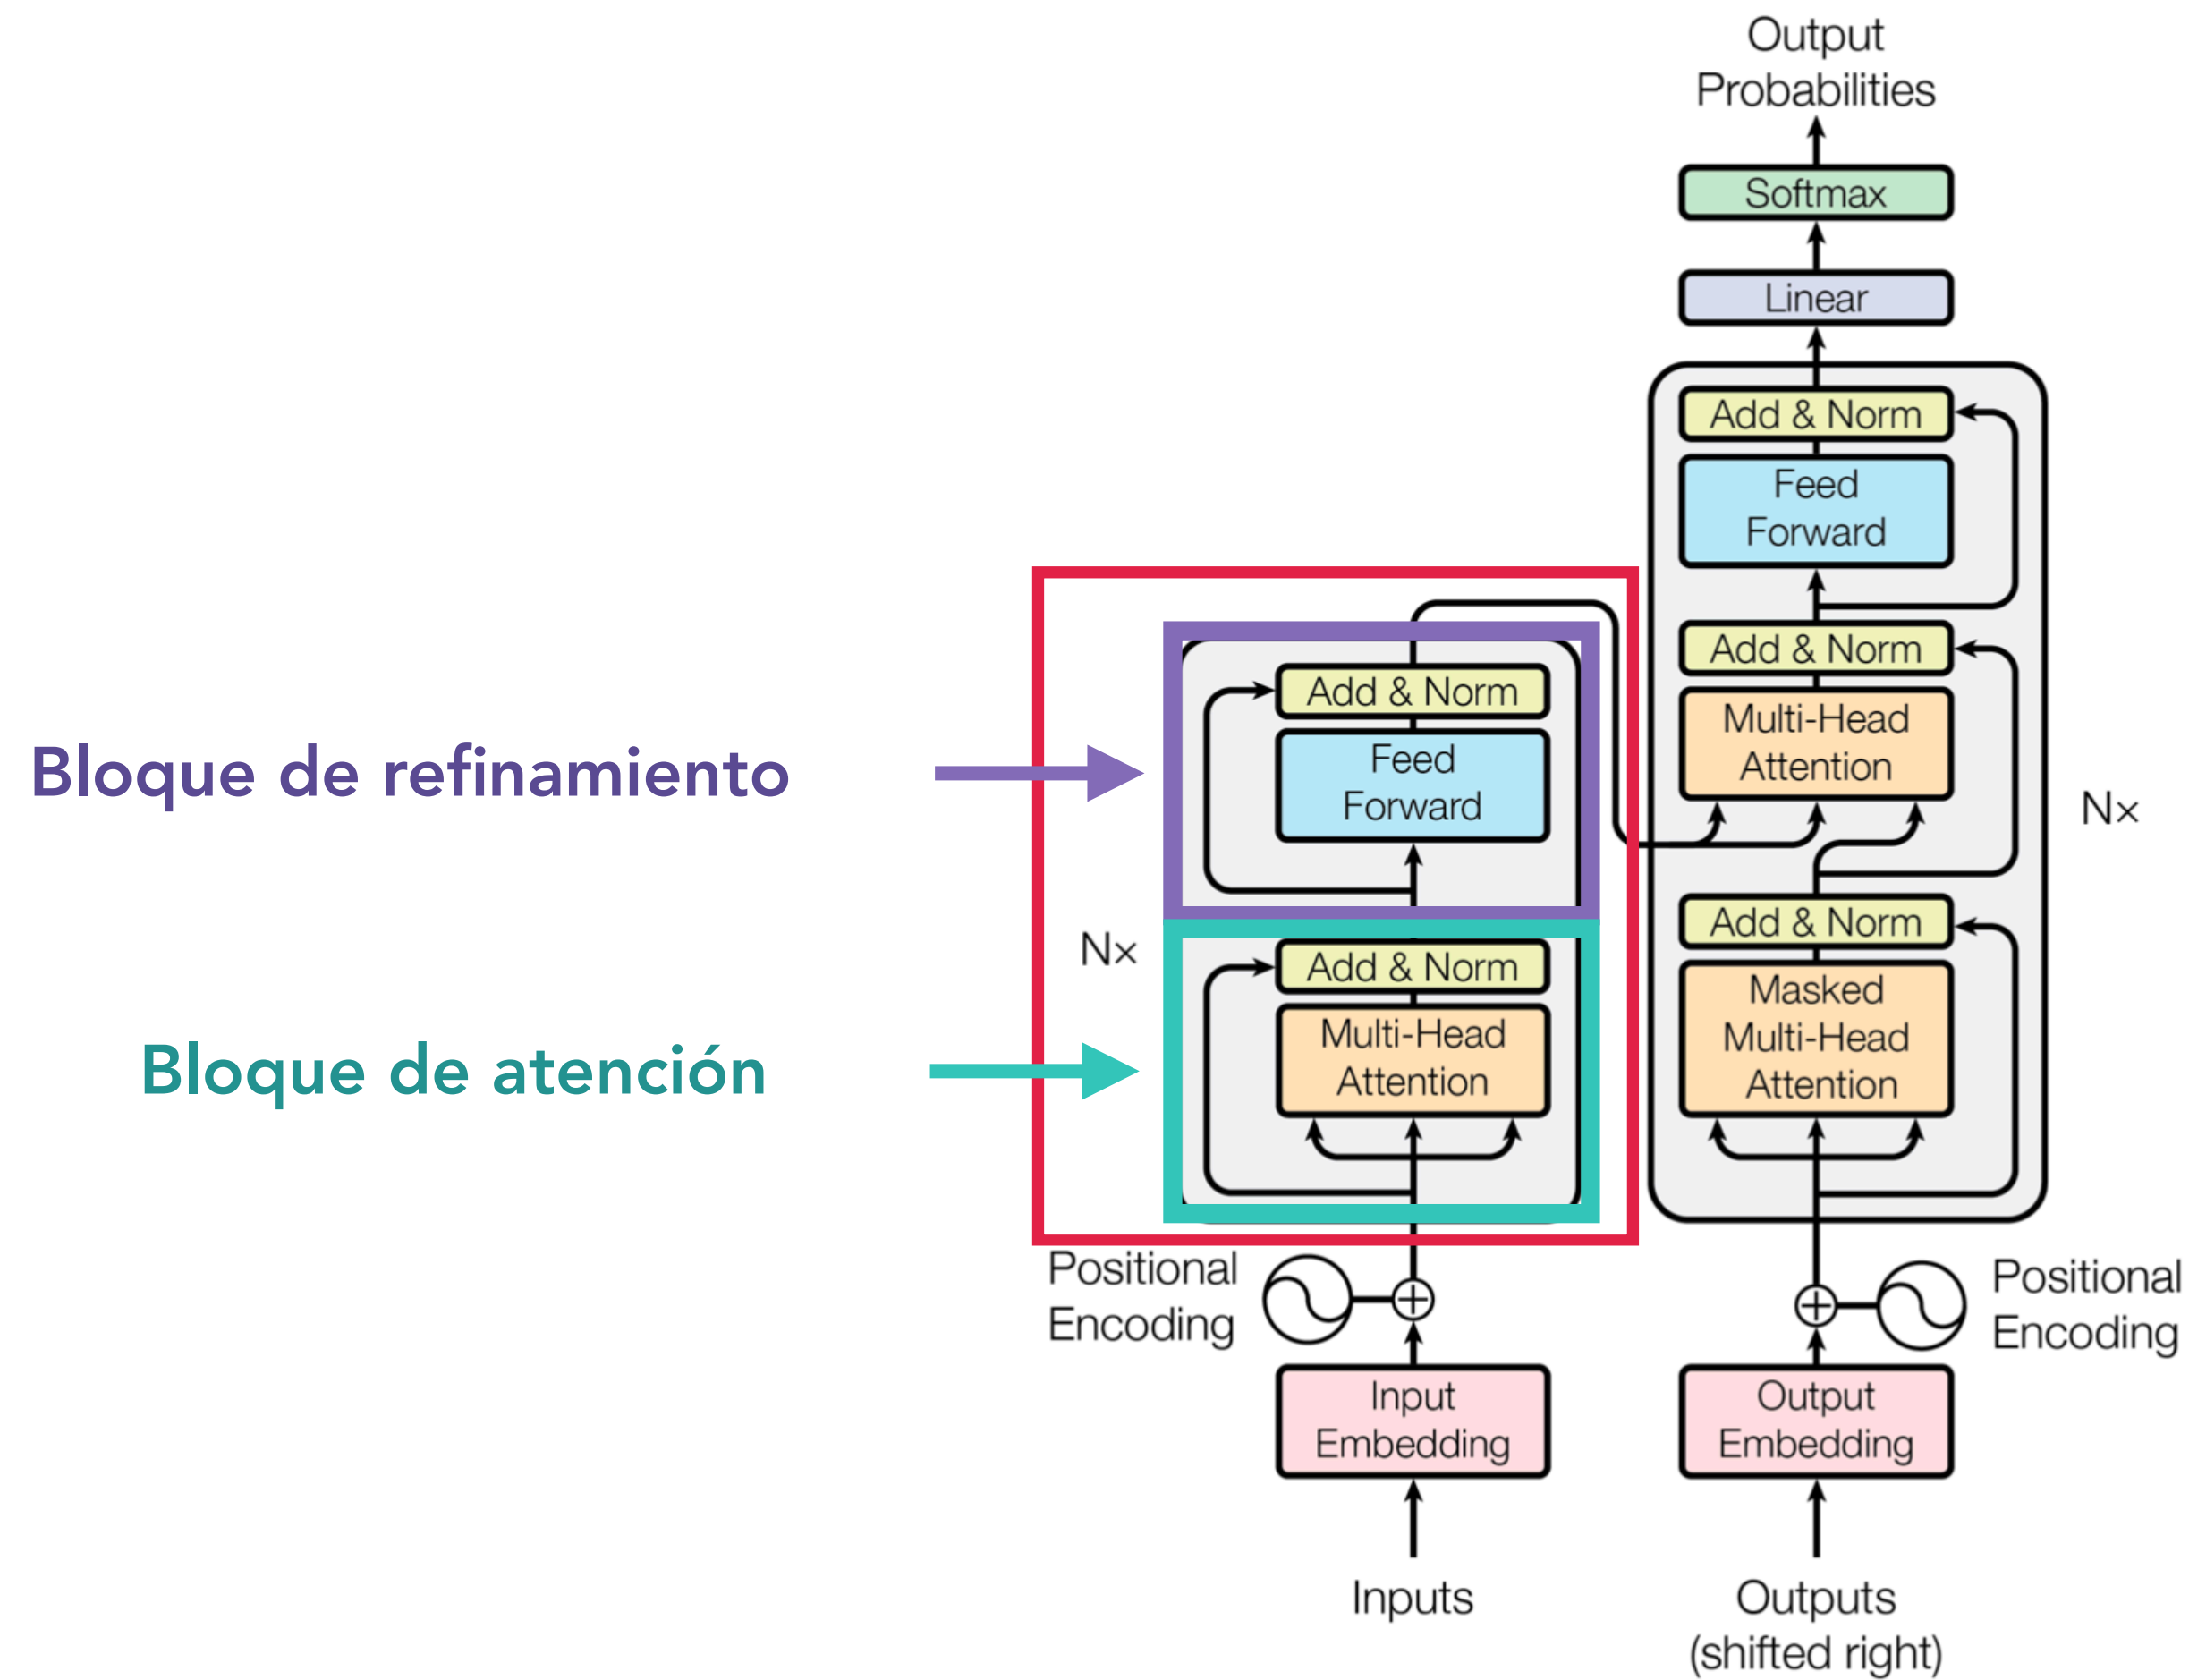 Output
Probabilities
Softmax
Linear
Add & Norm
Feed
Forward
Add & Norm
Multi-Head
Attention
Nx
Add & Norm
Masked
Multi-Head
Attention
Bloque de refinamiento
Add & Norm
Feed
Forward
Nx
Bloque de atención
Add & Norm
Multi-Head
Attention
Positional
Encoding
Positional
Encoding
Input
Embedding
Output
Embedding
Inputs
Outputs
(shifted right)